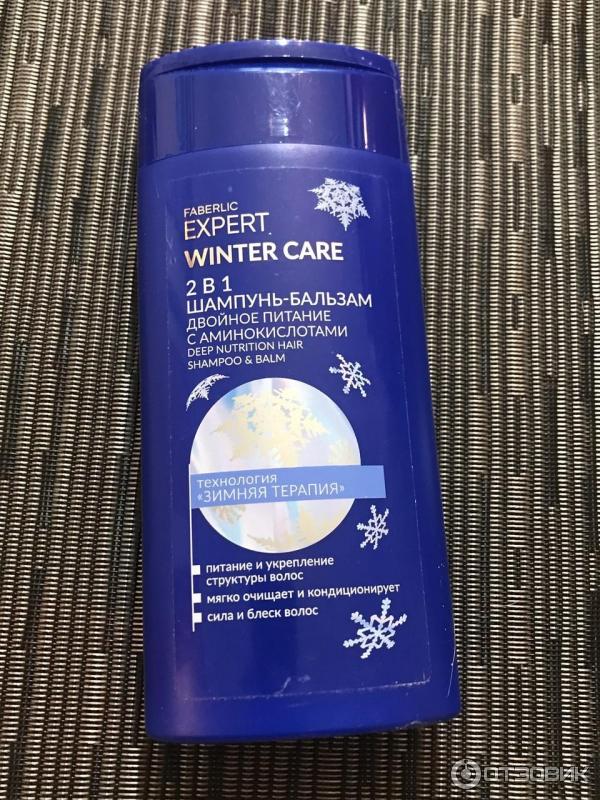 FABERLIC
EXPERT
WINTER CARE
2 В 1
ШАМПУНЬ-БАЛЬЗАМ
ДВОЙНОЕ ПИТАНИЕ
С АМИНОКИСЛОТАМИ
DEEP NUTRITION HAIR
SHAMPOO & BALM
ТЕХНОЛОГИЯ
«ЗИМНЯЯ ТЕРАПИЯ»
питание и укрепление
структуры волос
мягко очищает и кондиционирует
сила и блеск волос
ОТЗОВИК